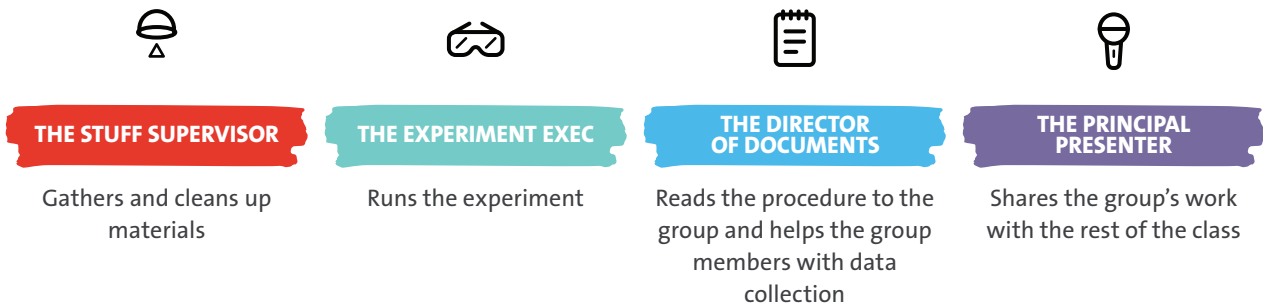 THE STUFF SUPERVISOR
Gathers and cleans up
materials
THE EXPERIMENT EXEC
Runs the experiment
THE DIRECTOR
OF DOCUMENTS
Reads the procedure to the
group and helps the group
members with data
collection
THE PRINCIPAL
PRESENTER
Shares the group’s work
with the rest of the class